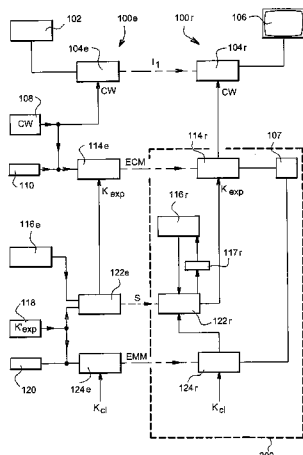 102
100e
100r
106
104e
I1
104r
CW
CW
108
CW
114e
114r
107
ECM
110
Kexp
Kexp
116r
116e
117r
118
122e
S
K'exp
122r
120
EMM
124e
124r
Kcl
Kcl